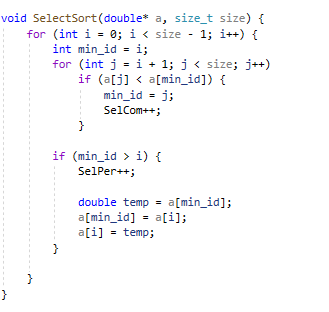 void SelectSort(double* a, size_t size) {
    for (int i = 0; i < size - 1; i++) {
        int min_id = i;
        for (int j = i + 1; j < size; j++)
            if (a[j] < a[min_id]) {
                min_id = j;
                SelCom++;
            }

        if (min_id > i) {
            SelPer++;

            double temp = a[min_id];
            a[min_id] = a[i];
            a[i] = temp;
        }

    }
}